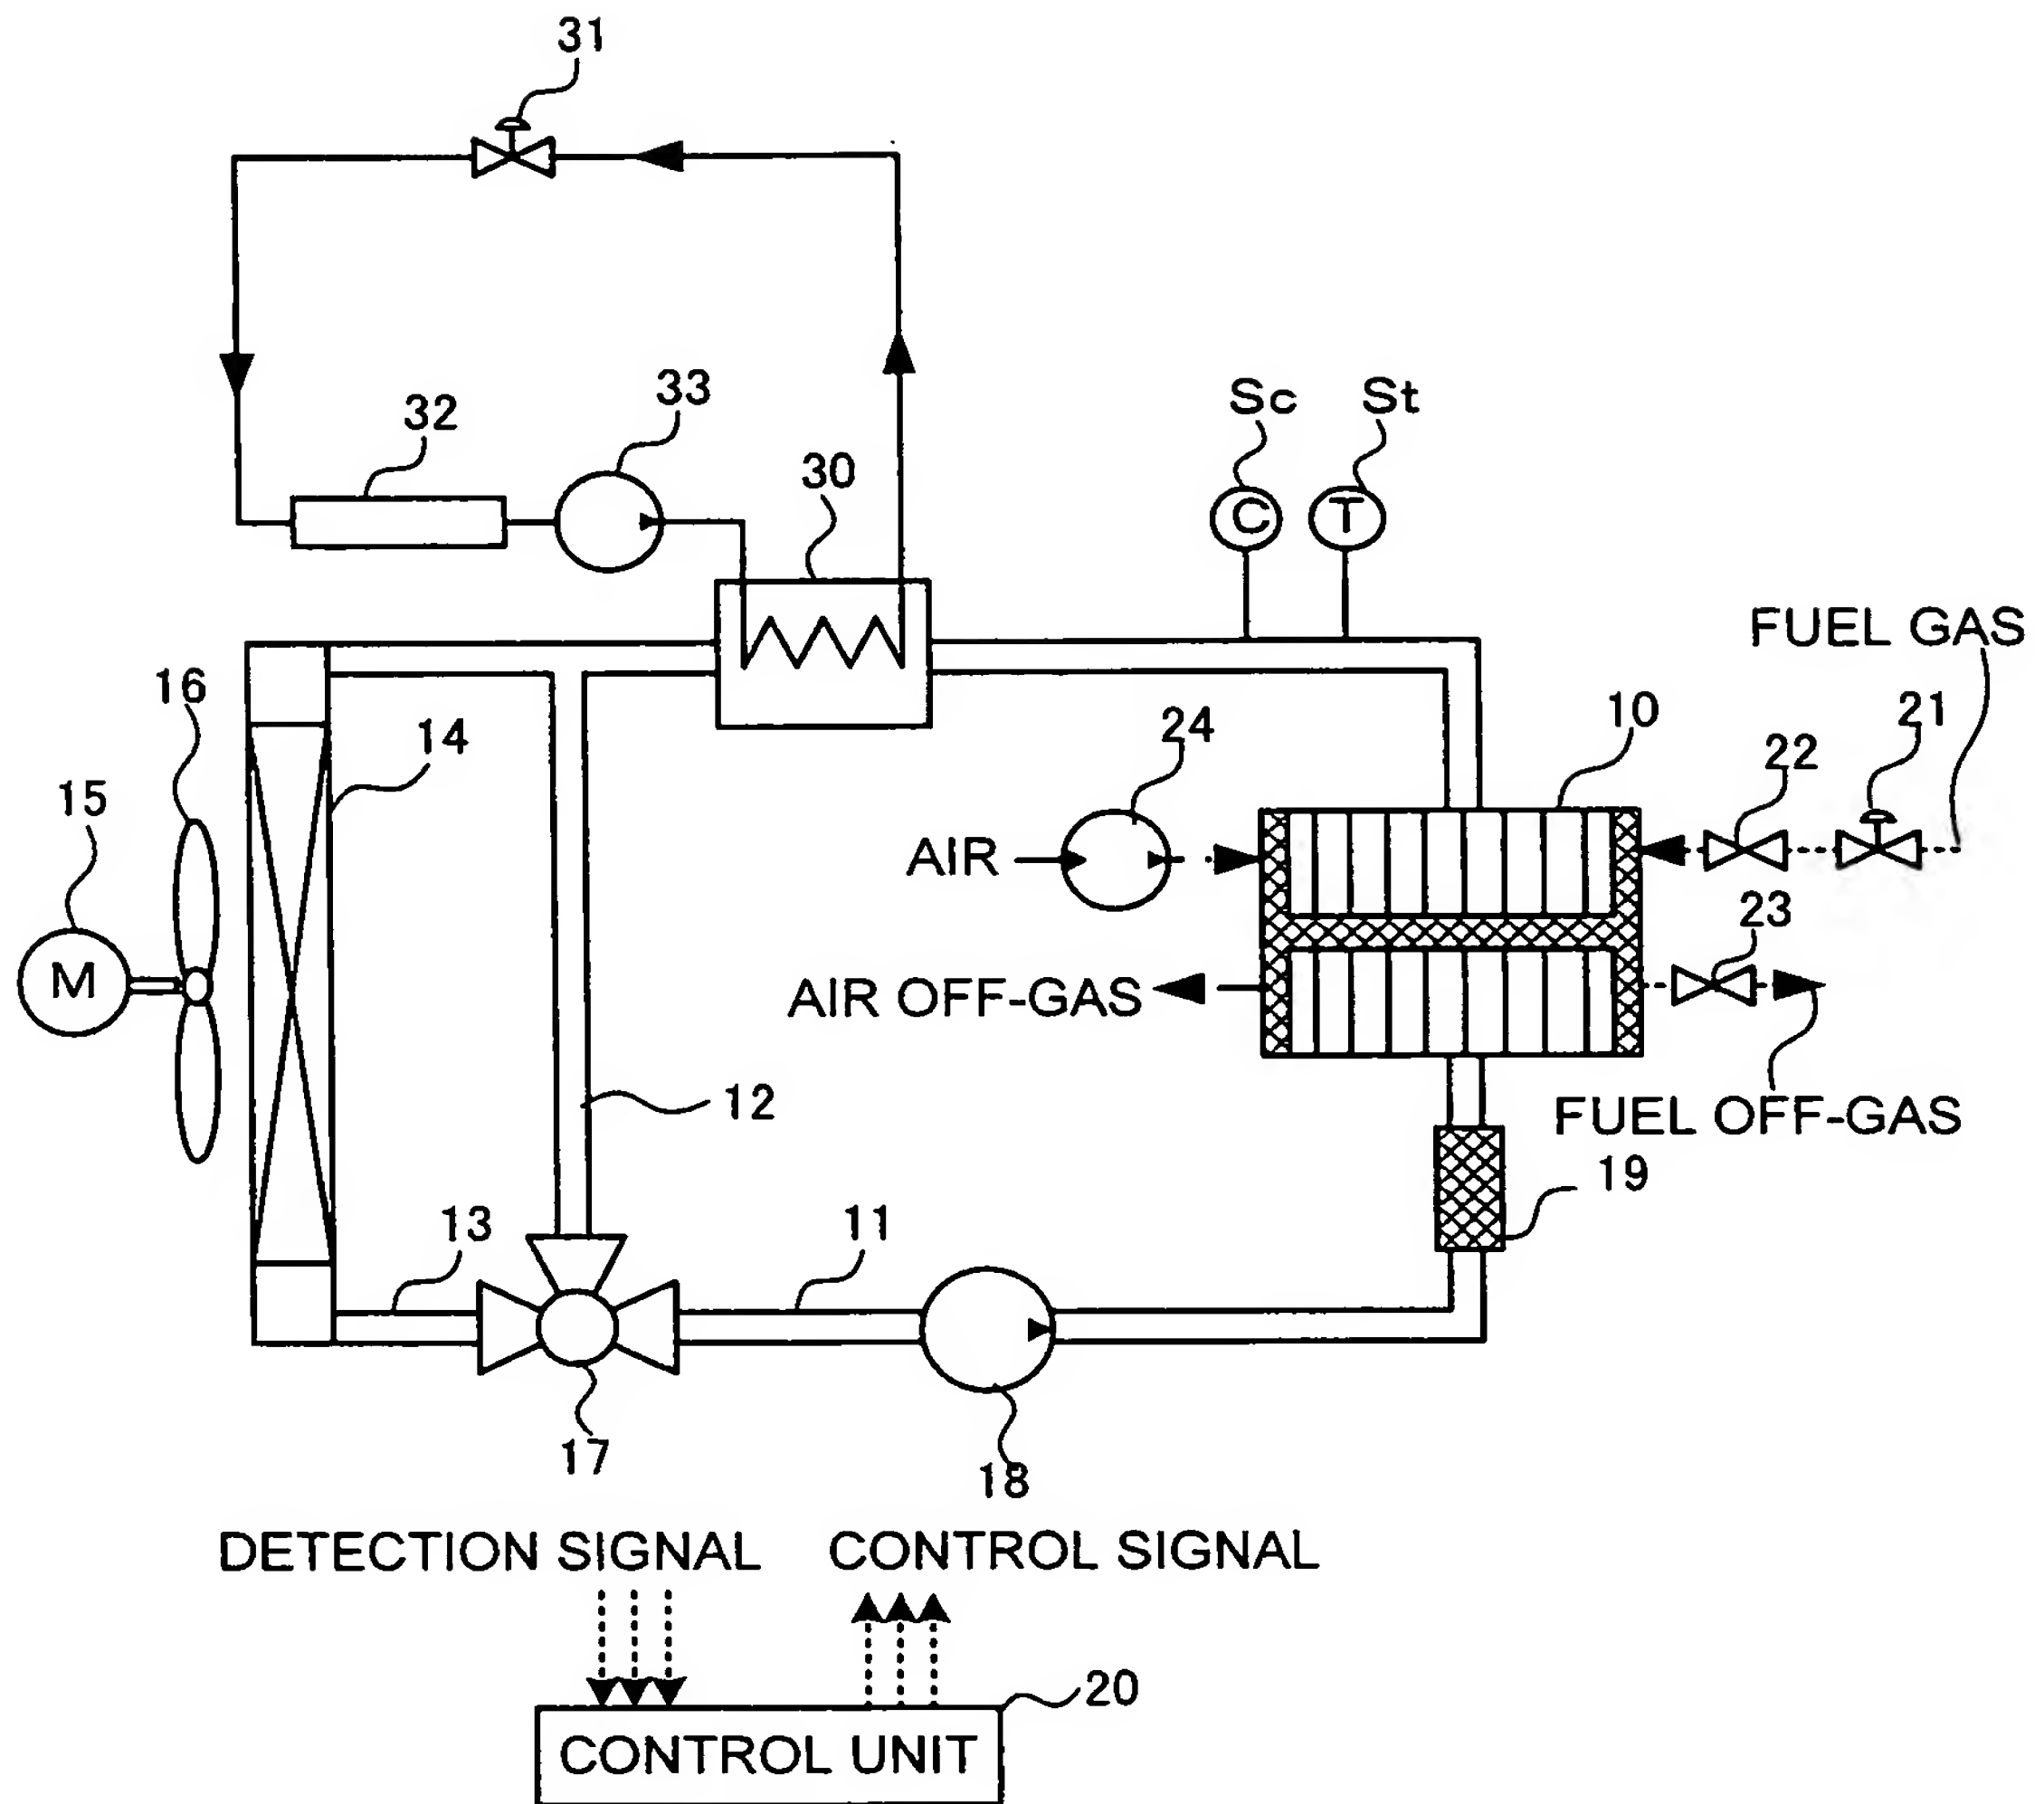 31
33
32
30
Sc
St
C
T
FUEL GAS
16
14
24
10
21
22
15
AIR
M
23
AIR OFF-GAS
12
FUEL OFF-GAS
19
13
11
17
18
DETECTION SIGNAL
CONTROL SIGNAL
20
CONTROL UNIT